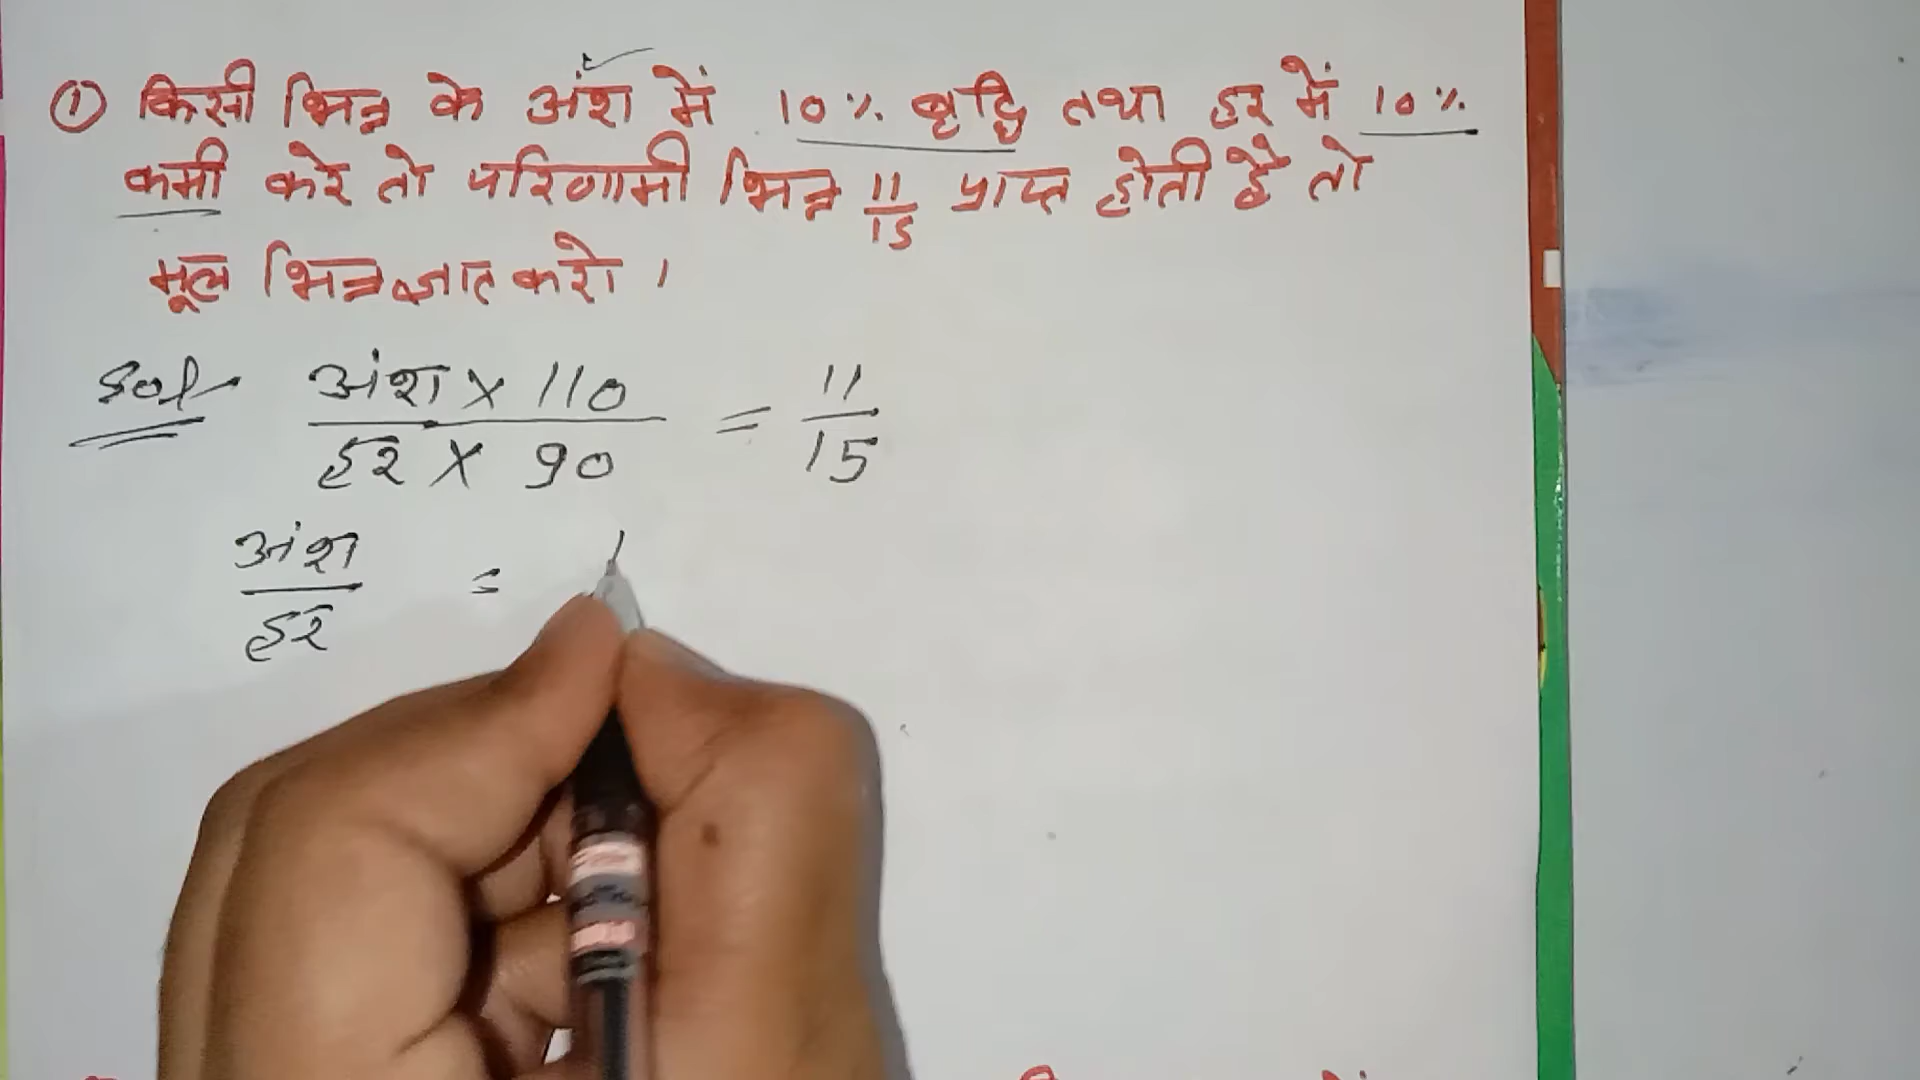 ① किसी भिन्न के अंश में 10% वृद्धि तथा हर में 10%
कमी करे तो परिणामी भिन्न 11/15 प्राप्त होती है तो
मूल भिन्न ज्ञात करो ।
Sol अंश × 110 / हर × 90 = 11/15
अंश / हर = 1